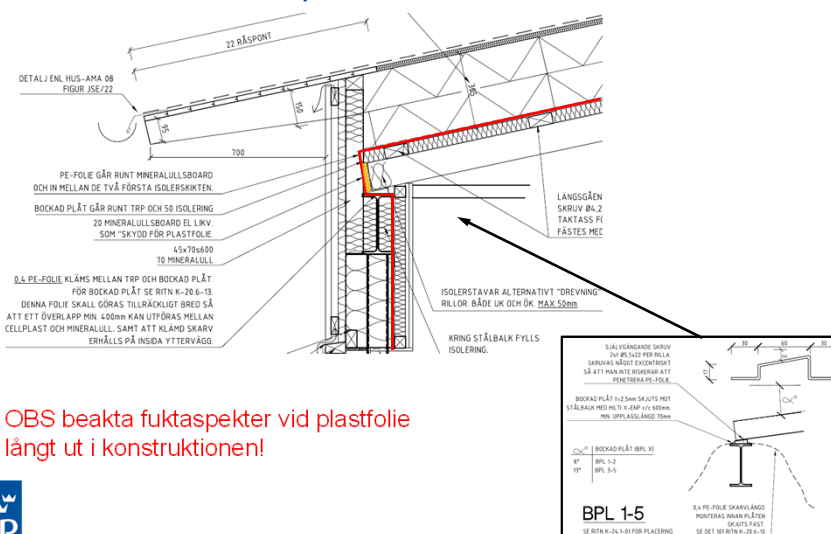 22 RÅSPONT
DETALJ ENL HUS-AMA 08
FIGUR JSE/22
385
150
95
700
PE-FOLIE GÅR RUNT MINERALULLSBOARD
OCH IN MELLAN DE TVÅ FÖRSTA ISOLERSKIKTEN.
BOCKAD PLÅT GÅR RUNT TRP OCH 50 ISOLERING
20 MINERALULLSBOARD EL LIKV.
SOM "SKYDD FÖR PLASTFOLIE.
45x70s600
70 MINERALULL
0,4 PE-FOLIE KLÄMS MELLAN TRP OCH BOCKAD PLÅT.
FÖR BOCKAD PLÅT SE RITN K-20.6-13.
DENNA FOLIE SKALL GÖRAS TILLRÄCKLIGT BRED SÅ
ATT ETT ÖVERLAPP MIN. 400mm KAN UTFÖRAS MELLAN
CELLPLAST OCH MINERALULL. SAMT ATT KLÄMD SKARV
ERHÅLLS PÅ INSIDA YTTERVÄGG.
LÄNGSGÅEN
SKRUV Ø4,2
TAKTASS FÖ
FÄSTES MED
ISOLERSTAVAR ALTERNATIVT "DREVNING"
RILLOR. BÅDE UK OCH ÖK. MAX 50mm
KRING STÅLBALK FYLLS
ISOLERING.
OBS beakta fuktaspekter vid plastfolie
långt ut i konstruktionen!
SJÄLVGÄNGANDE SKRUV
2st Ø5,5x22 PER RILLA
SKRUVAS NÅGOT EXCENTRISKT
SÅ ATT MAN INTE RISKERAR ATT
PENETRERA PE-FOLIE.
30 60 30
17
BOCKAD PLÅT t=2,5mm SKJUTS MOT
STÅLBALK MED HILTI X-ENP c/c 600mm
MIN. UPPLAGSLÄNGD 70mm
BOCKAD PLÅT (BPL X)
8° BPL 1-2
13° BPL 3-5
BPL 1-5
SE RITN K-24.1-01 FÖR PLACERING
0,4 PE-FOLIE SKARVLÄNGD
MONTERAS INNAN PLÅTEN
SKJUTS FAST.
SE DET 101 RITN K-20.6-10